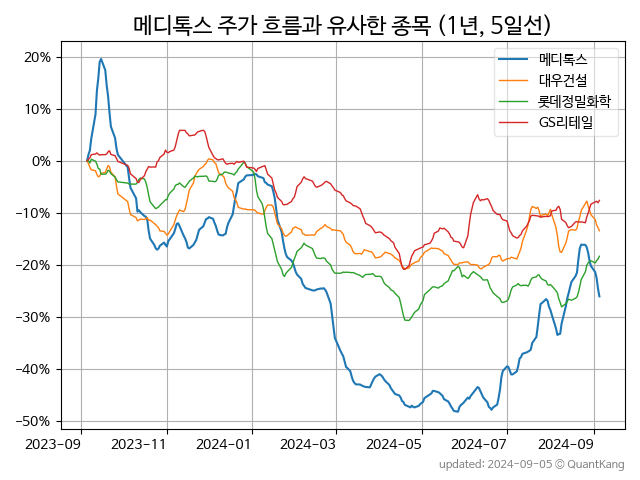 메디톡스 주가 흐름과 유사한 종목 (1년, 5일선)
메디톡스
대우건설
롯데정밀화학
GS리테일
20%
10%
0%
−10%
−20%
−30%
−40%
−50%
2023-09
2023-11
2024-01
2024-03
2024-05
2024-07
2024-09
updated: 2024-09-05 © QuantKang